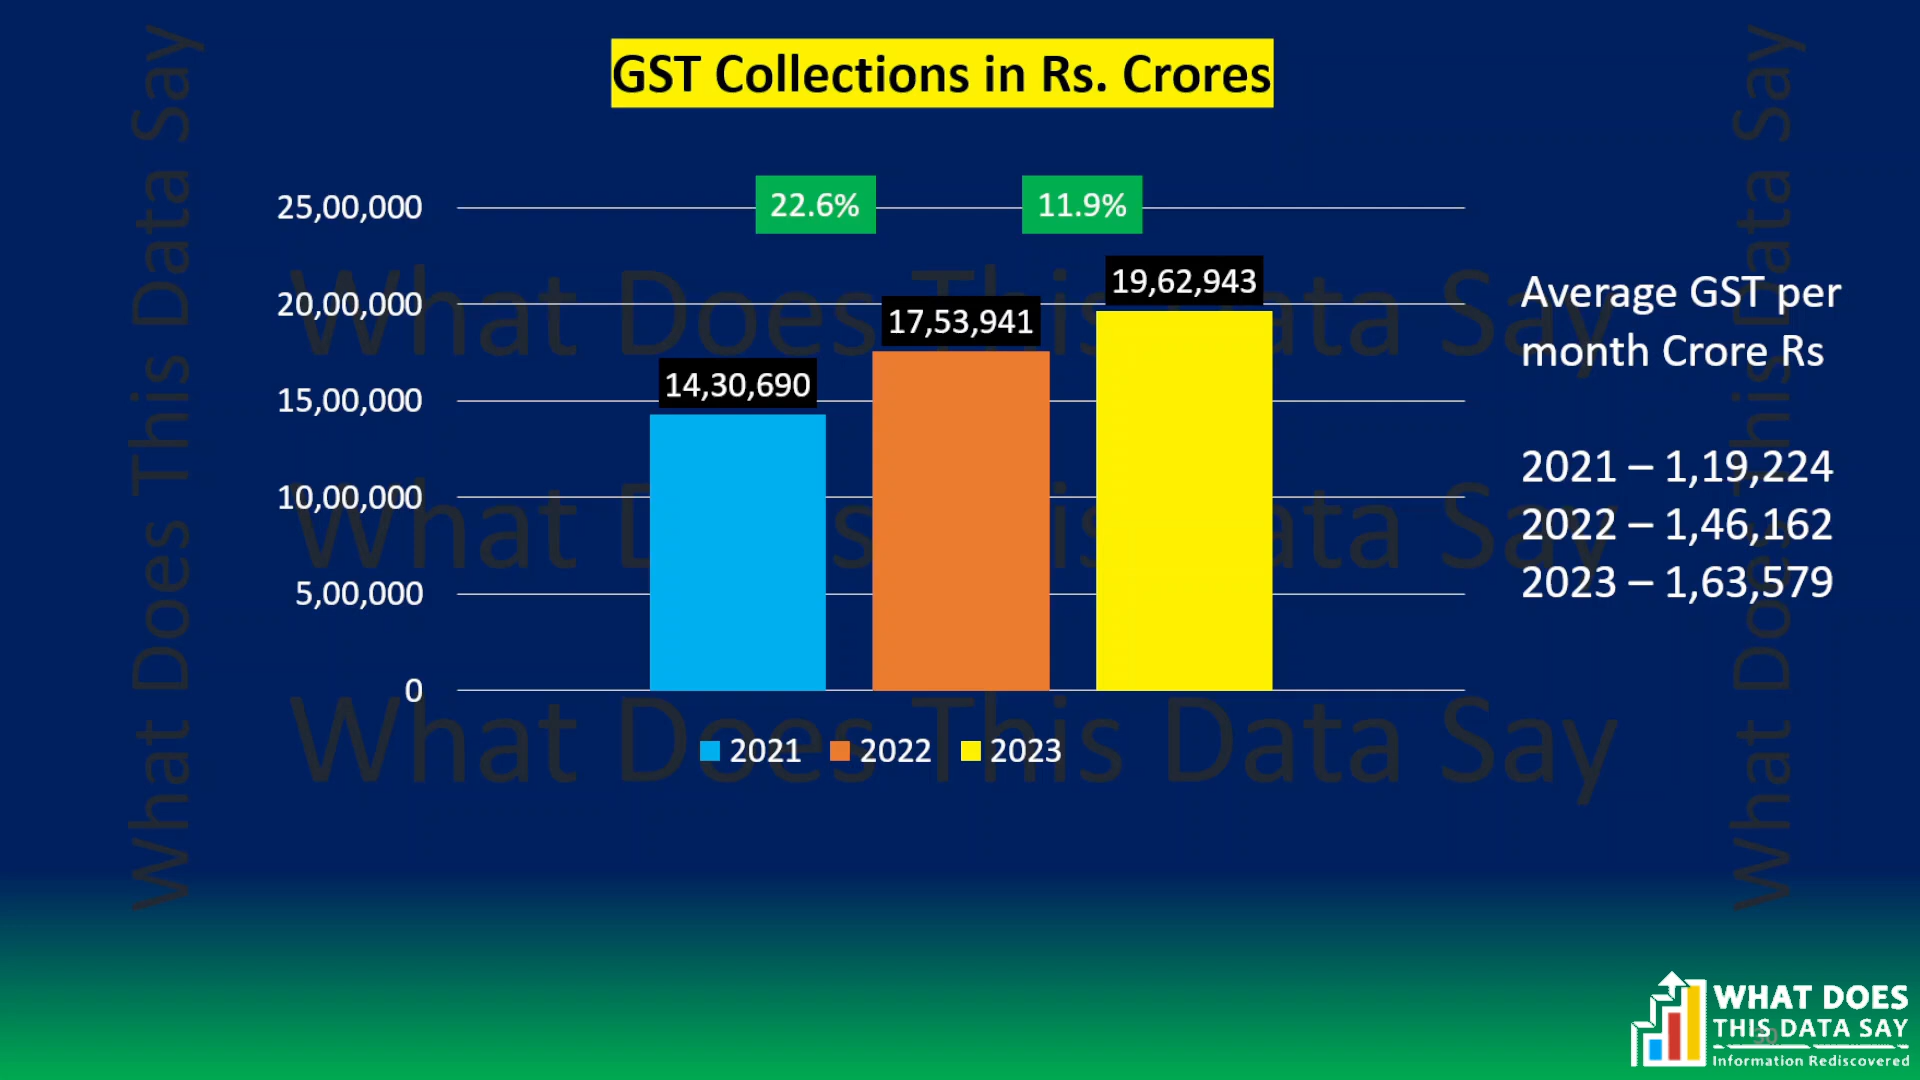 GST Collections in Rs. Crores
22.6%
11.9%
25,00,000
20,00,000
15,00,000
10,00,000
5,00,000
0
14,30,690
17,53,941
19,62,943
2021
2022
2023
Average GST per
month Crore Rs
2021 – 1,19,224
2022 – 1,46,162
2023 – 1,63,579
What Does This Data Say
What Does This Data Say
What Does This Data Say
What Does This Data Say
What Does This Data Say
WHAT DOES
THIS DATA SAY
Information Rediscovered
30